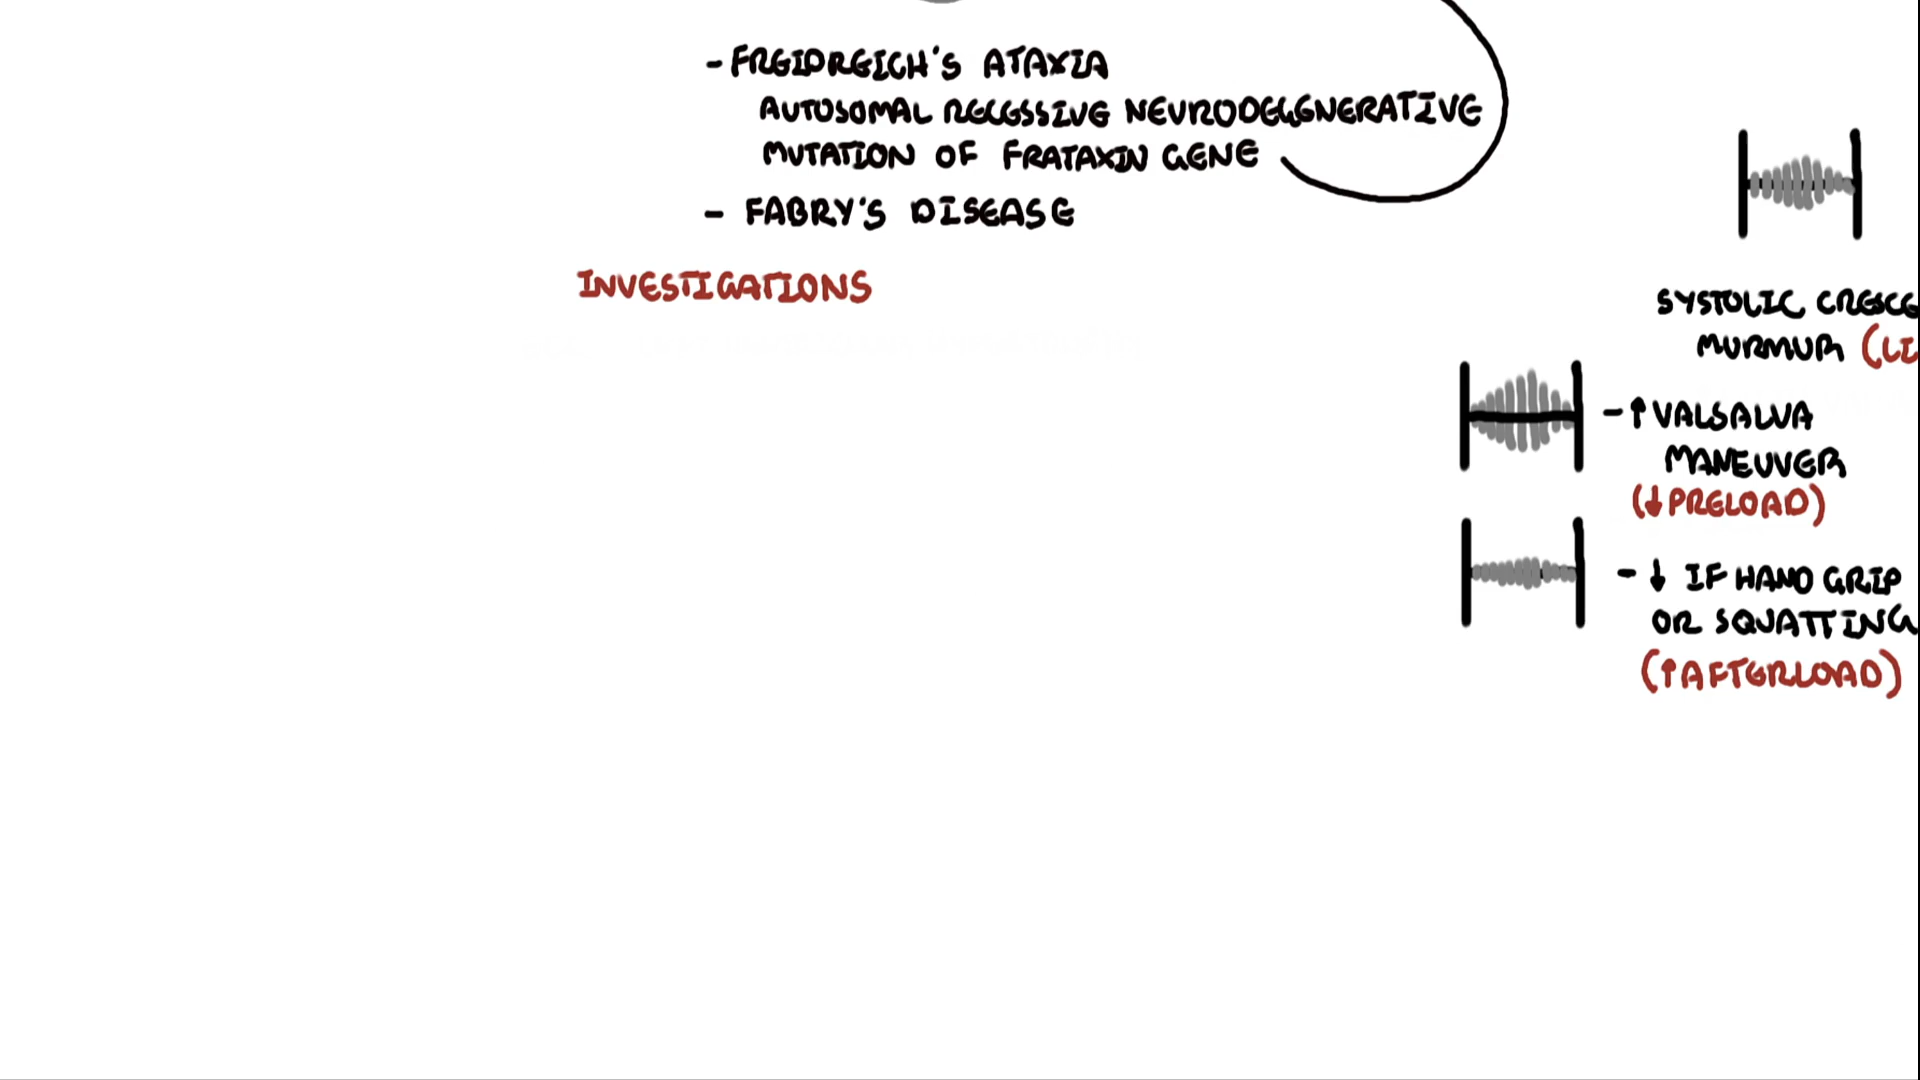 - FREIDREICH'S ATAXIA
AUTOSOMAL RECESSIVE NEURODEGENERATIVE
MUTATION OF FRATAXIN GENE
- FABRY'S DISEASE
INVESTIGATIONS
SYSTOLIC
MURMUR
- ↑ VALSALVA
MANEUVER
(↓ PRELOAD)
- ↓ IF HAND GRIP
OR SQUATTING
(↑ AFTERLOAD)